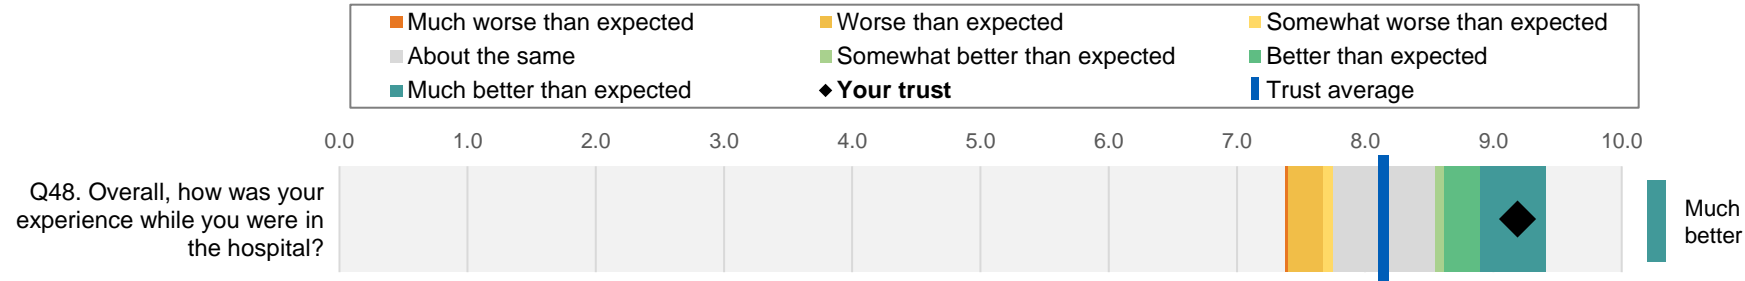 Much worse than expected Worse than expected Somewhat worse than expected
About the same Somewhat better than expected Better than expected
Much better than expected Your trust Trust average
0.0 1.0 2.0 3.0 4.0 5.0 6.0 7.0 8.0 9.0 10.0
Q48. Overall, how was your
experience while you were in
the hospital?
Much
better